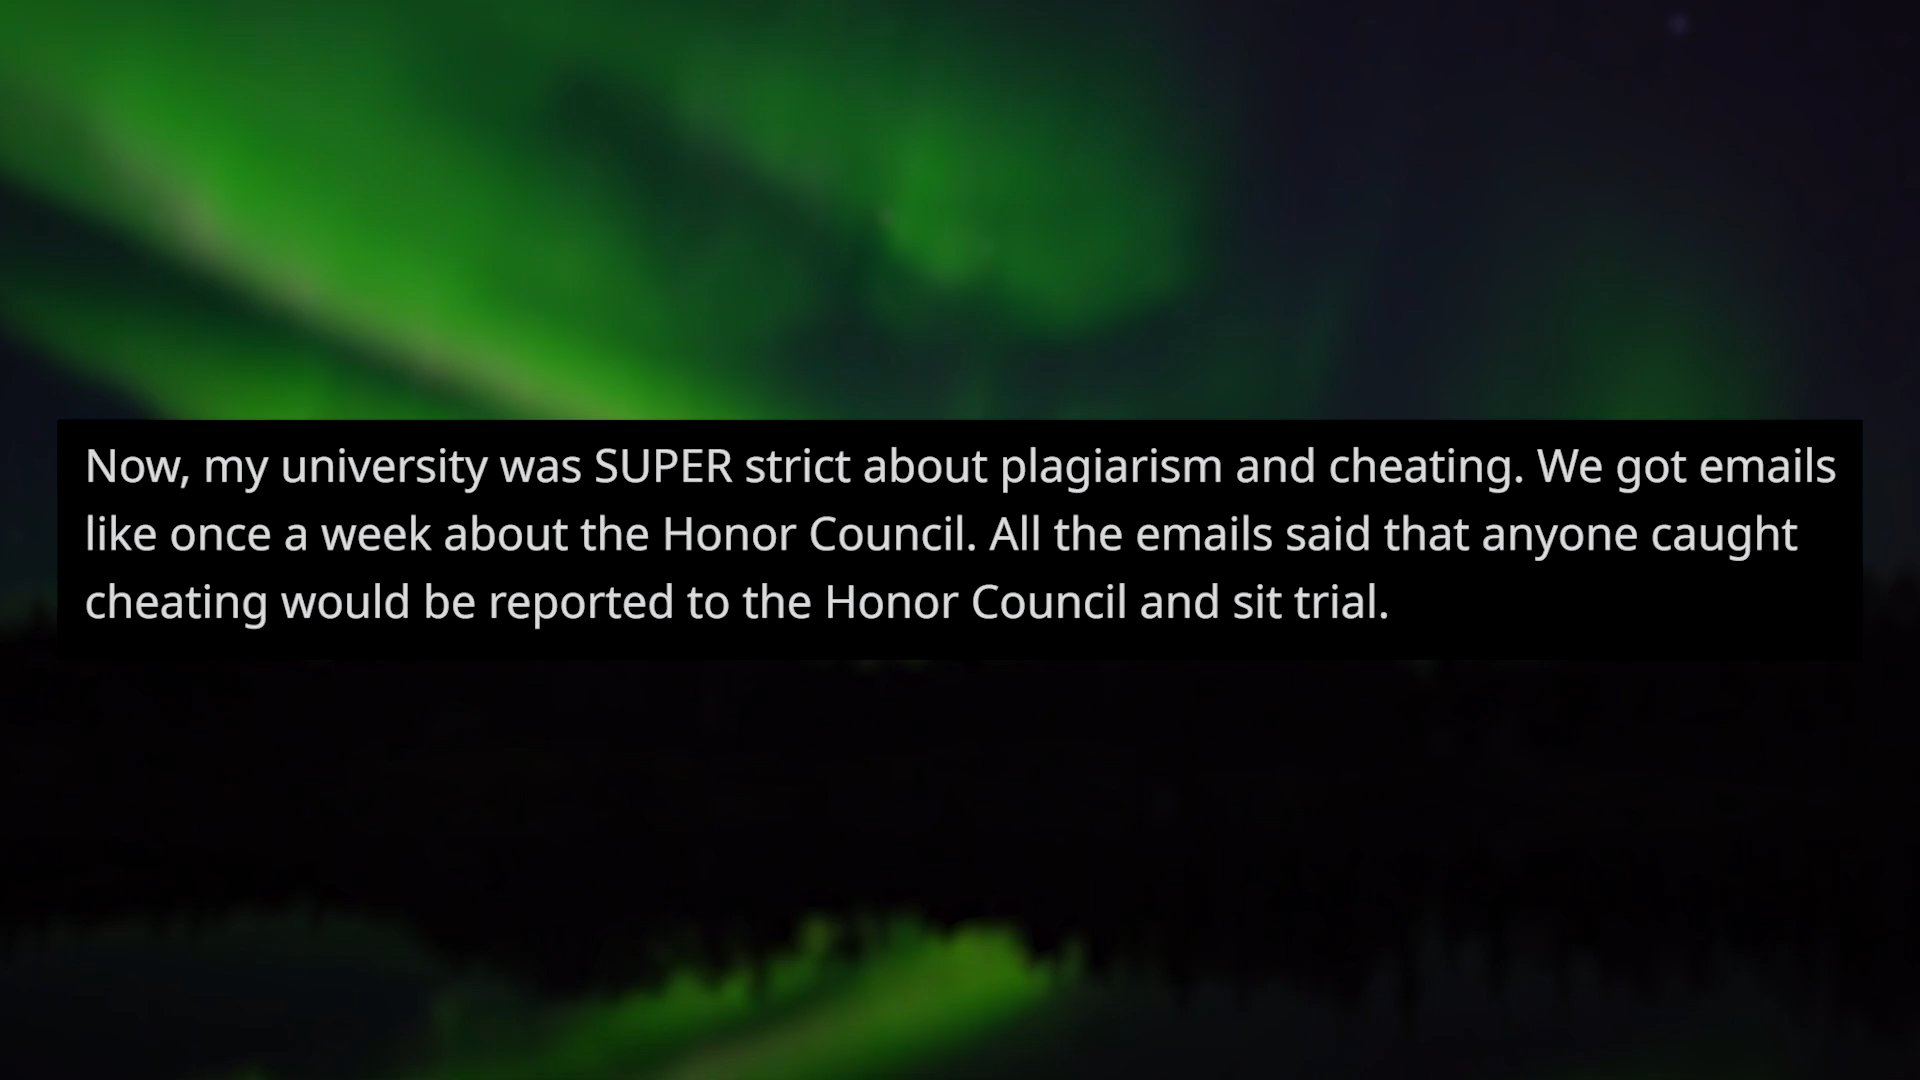 Now, my university was SUPER strict about plagiarism and cheating. We got emails
like once a week about the Honor Council. All the emails said that anyone caught
cheating would be reported to the Honor Council and sit trial.